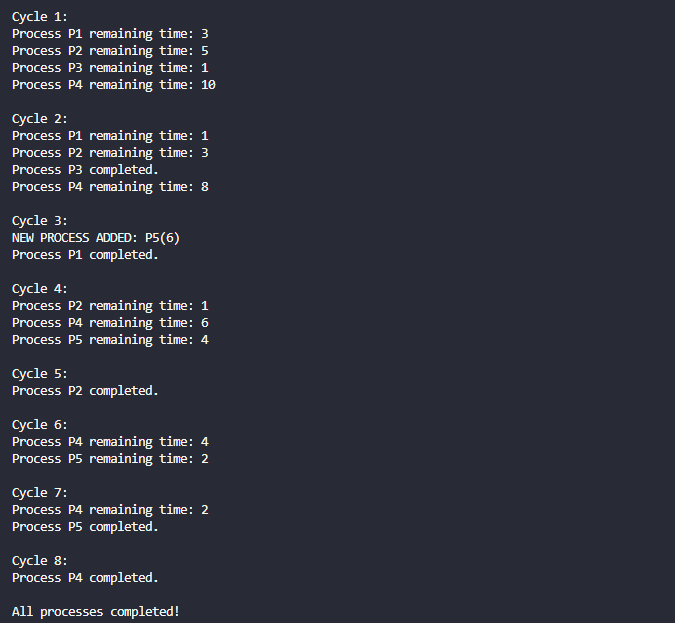 Cycle 1:
Process P1 remaining time: 3
Process P2 remaining time: 5
Process P3 remaining time: 1
Process P4 remaining time: 10

Cycle 2:
Process P1 remaining time: 1
Process P2 remaining time: 3
Process P3 completed.
Process P4 remaining time: 8

Cycle 3:
NEW PROCESS ADDED: P5(6)
Process P1 completed.

Cycle 4:
Process P2 remaining time: 1
Process P4 remaining time: 6
Process P5 remaining time: 4

Cycle 5:
Process P2 completed.

Cycle 6:
Process P4 remaining time: 4
Process P5 remaining time: 2

Cycle 7:
Process P4 remaining time: 2
Process P5 completed.

Cycle 8:
Process P4 completed.

All processes completed!